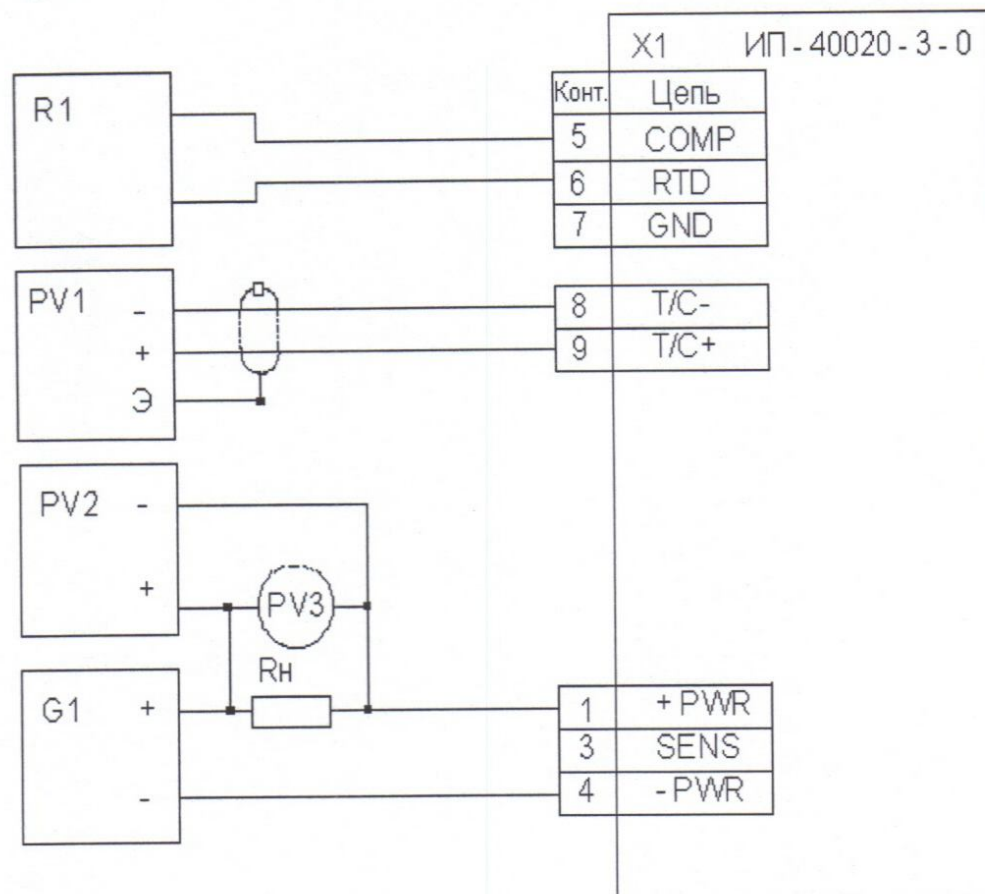 X1 ИП - 40020 - 3 - 0
Конт. Цепь
R1
5 COMP
6 RTD
7 GND
PV1
-
+
Э
8 T/C-
9 T/C+
PV2 -
+
PV3
Rн
G1 +
-
1 + PWR
3 SENS
4 - PWR